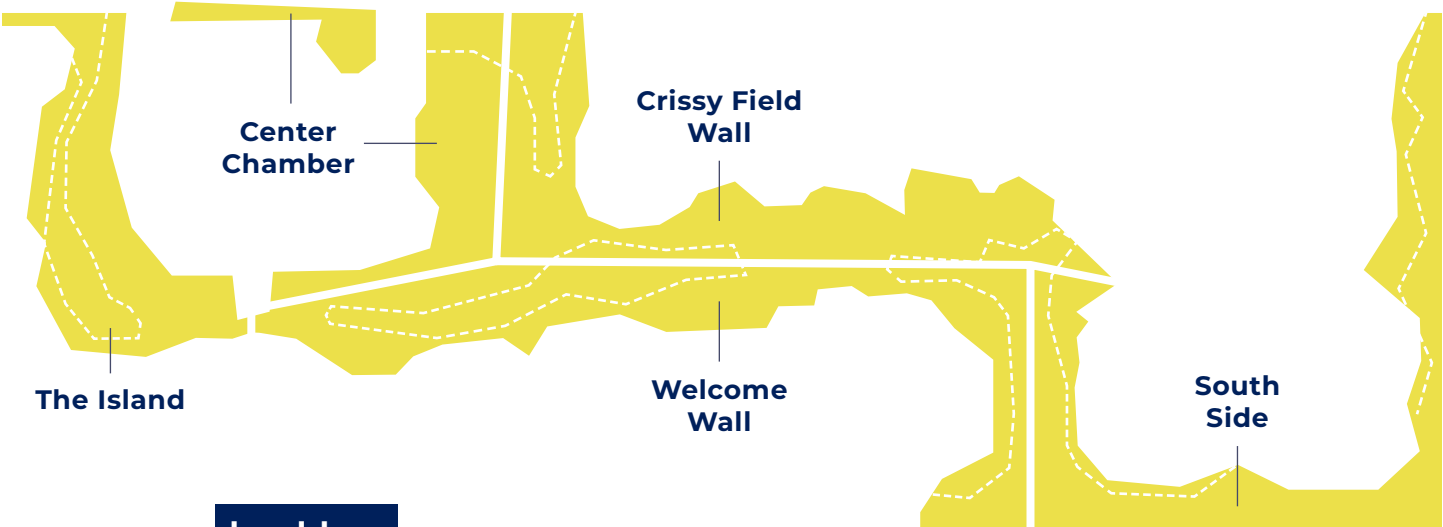 Crissy Field
Wall
Center
Chamber
The Island
Welcome
Wall
South
Side